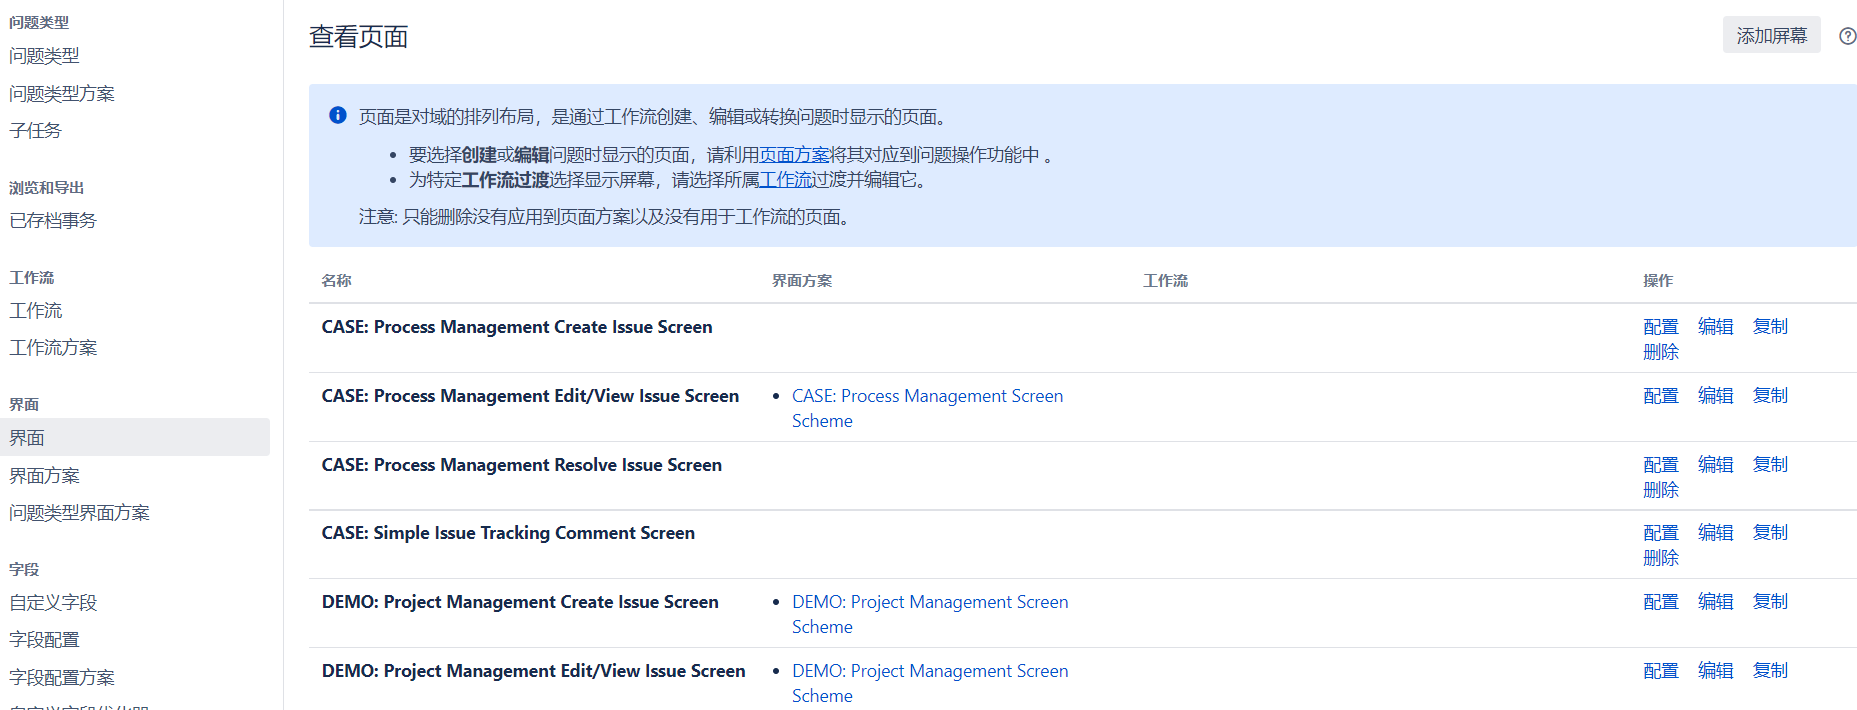 问题类型
问题类型
问题类型方案
子任务
浏览和导出
已存档事务
工作流
工作流
工作流方案
界面
界面
界面方案
问题类型界面方案
字段
自定义字段
字段配置
字段配置方案
查看页面
添加屏幕
页面是对域的排列布局，是通过工作流创建、编辑或转换问题时显示的页面。
要选择创建或编辑问题时显示的页面，请利用页面方案将其对应到问题操作功能中 。
为特定工作流过渡选择显示屏幕，请选择所属工作流过渡并编辑它。
注意: 只能删除没有应用到页面方案以及没有用于工作流的页面。
名称 界面方案 工作流 操作
CASE: Process Management Create Issue Screen 配置 编辑 复制
删除
CASE: Process Management Edit/View Issue Screen CASE: Process Management Screen 配置 编辑 复制
Scheme
CASE: Process Management Resolve Issue Screen 配置 编辑 复制
删除
CASE: Simple Issue Tracking Comment Screen 配置 编辑 复制
删除
DEMO: Project Management Create Issue Screen DEMO: Project Management Screen 配置 编辑 复制
Scheme
DEMO: Project Management Edit/View Issue Screen DEMO: Project Management Screen 配置 编辑 复制
Scheme